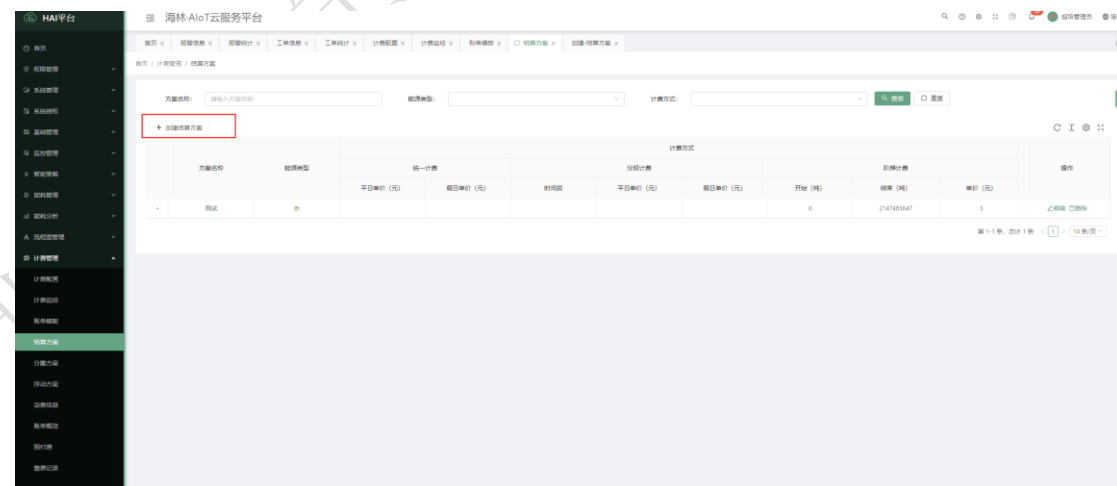 HAI平台
海林·AIoT云服务平台
超级管理员
首页 × 报警信息 × 报警统计 × 工单信息 × 工单统计 × 计费配置 × 计费监控 × 账单模板 × 结算方案 × 创建-结算方案 ×
首页 / 计费管理 / 结算方案
首页
权限管理
系统管理
系统授权
基础管理
监控管理
智能策略
能耗管理
能耗分析
流程图管理
计费管理
计费配置
计费监控
账单模板
结算方案
分摊方案
浮动方案
杂费信息
账单概览
预付费
缴费记录
方案名称: 请输入方案名称 能源类型: 计费方式: 搜索 重置
+ 创建结算方案
计费方式
方案名称 能源类型 统一计费 分段计费 阶梯计费 操作
平日单价 (元) 假日单价 (元) 时间段 平日单价 (元) 假日单价 (元) 开始 (吨) 结束 (吨) 单价 (元)
+ 测试 水 0 2147483647 3 编辑 删除
第 1-1 条, 总计 1 条 < 1 > 10 条/页